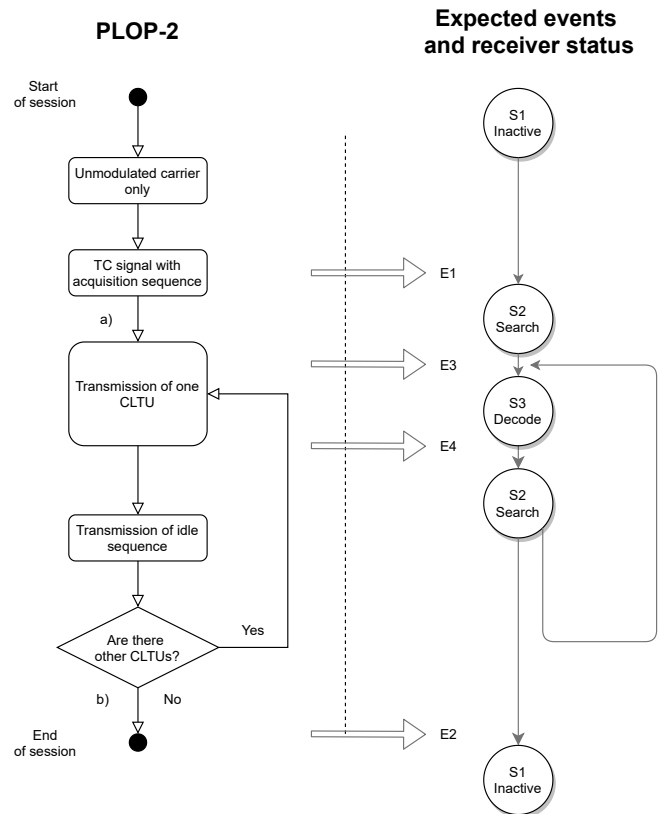 PLOP-2
Expected events
and receiver status
Start
of session
S1
Inactive
Unmodulated carrier
only
TC signal with
acquisition sequence
E1
a)
S2
Search
Transmission of one
CLTU
E3
S3
Decode
E4
S2
Search
Transmission of idle
sequence
Are there
other CLTUs?
Yes
b)
No
End
of session
E2
S1
Inactive